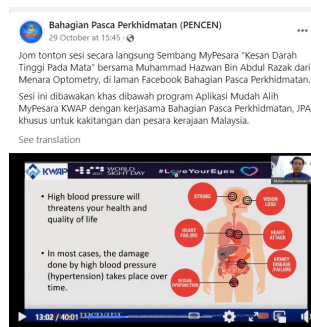 Bahagian Pasca Perkhidmatan (PENCEN)
29 October at 15:45
Jom tonton sesi secara langsung Sembang MyPesara "Kesan Darah
Tinggi Pada Mata" bersama Muhammad Hazwan Bin Abdul Razak dari
Menara Optometry, di laman Facebook Bahagian Pasca Perkhidmatan.
Sesi ini dibawakan khas dibawah program Aplikasi Mudah Alih
MyPesara KWAP dengan kerjasama Bahagian Pasca Perkhidmatan, JPA
khusus untuk kakitangan dan pesara kerajaan Malaysia.
See translation
KWAP
WORLD
SIGHT DAY
#LoveYourEyes
• High blood pressure will
threatens your health and
quality of life
• In most cases, the damage
done by high blood pressure
(hypertension) takes place over
time.
STROKE
VISION
LOSS
HEART
FAILURE
HEART
ATTACK
KIDNEY
DISEASE
/FAILURE
SEXUAL
DISFUNCTION
13:02 / 40:01
menara